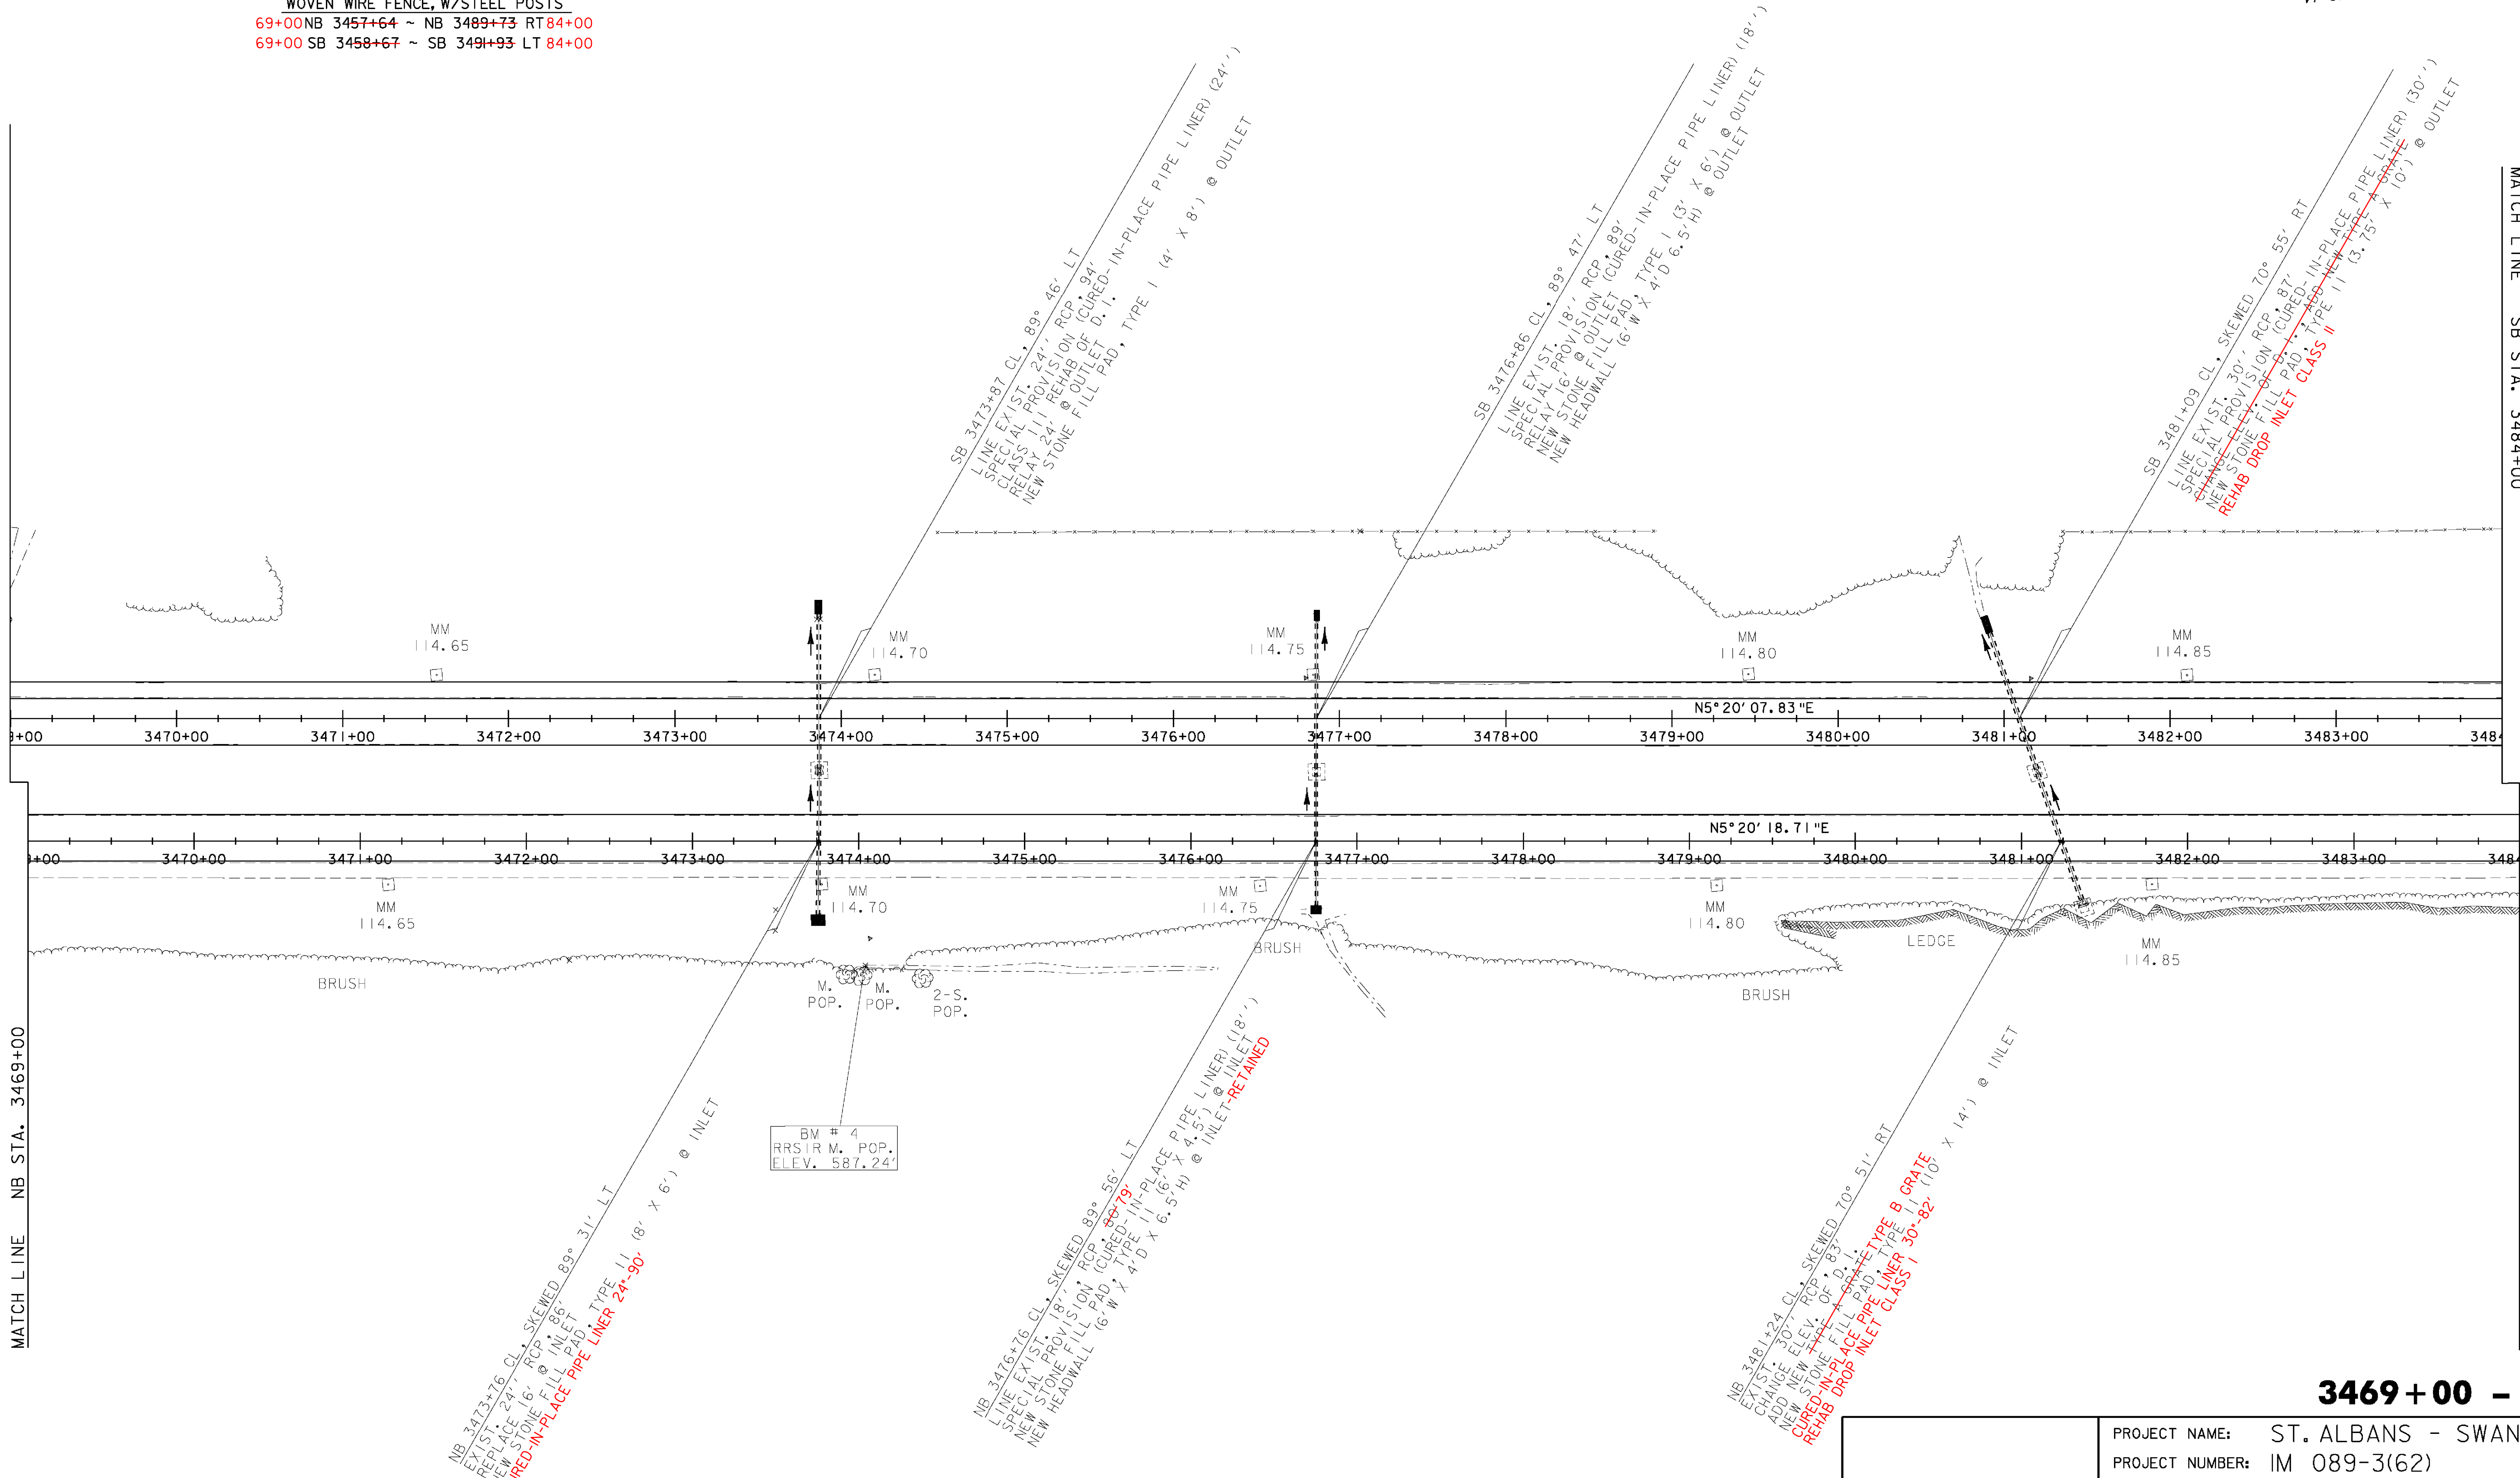 WOVEN WIRE FENCE, W/STEEL POSTS
69+00 NB 3457+64 ~ NB 3489+73 RT 84+00
69+00 SB 3458+67 ~ SB 3491+93 LT 84+00
SB 3473+87 CL, 89° 46' LT
LINE EXIST. 24'' RCP, 94'
SPECIAL PROVISION (CURED-IN-PLACE PIPE LINER) (24'')
CLASS III REHAB OF D.I.
RELAY 24' @ OUTLET
NEW STONE FILL PAD, TYPE I (4' X 8') @ OUTLET
SB 3476+86 CL, 89° 47' LT
LINE EXIST. 18'' RCP, 89'
SPECIAL PROVISION (CURED-IN-PLACE PIPE LINER) (18'')
RELAY 16' @ OUTLET
NEW STONE FILL PAD, TYPE I (3' X 6') @ OUTLET
NEW HEADWALL (6'W X 4'D 6.5'H) @ OUTLET
SB 3481+09 CL, SKEWED 70° 55' RT
LINE EXIST. 30'' RCP, 87'
SPECIAL PROVISION (CURED-IN-PLACE PIPE LINER) (30'')
CHANGE ELEV. OF D.I., ADD NEW TYPE A GRATE
NEW STONE FILL PAD, TYPE II (3.75' X 10') @ OUTLET
REHAB DROP INLET CLASS II
MATCH LINE SB STA. 3484+00
MM
114.65
MM
114.70
MM
114.75
MM
114.80
MM
114.85
N5°20'07.83"E
+00 3470+00 3471+00 3472+00 3473+00 3474+00 3475+00 3476+00 3477+00 3478+00 3479+00 3480+00 3481+00 3482+00 3483+00 348
N5°20'18.71"E
+00 3470+00 3471+00 3472+00 3473+00 3474+00 3475+00 3476+00 3477+00 3478+00 3479+00 3480+00 3481+00 3482+00 3483+00 348
MM
114.65
MM
114.70
MM
114.75
MM
114.80
MM
114.85
LEDGE
BRUSH
BRUSH
BRUSH
M.
POP.
M.
POP.
2-S.
POP.
BM # 4
RRSIR M. POP.
ELEV. 587.24'
MATCH LINE NB STA. 3469+00
NB 3473+76 CL, SKEWED 89° 31' LT
EXIST. 24'' RCP, 86'
REPLACE 16' @ INLET
NEW STONE FILL PAD, TYPE II (8' X 6') @ INLET
RED-IN-PLACE PIPE LINER 24"-90'
NB 3476+76 CL, SKEWED 89° 56' LT
LINE EXIST. 18'' RCP, 80' 79'
SPECIAL PROVISION (CURED-IN-PLACE PIPE LINER) (18'')
NEW STONE FILL PAD, TYPE II (6' X 4.5') @ INLET
NEW HEADWALL (6'W X 4'D X 6.5'H) @ INLET-RETAINED
NB 3481+24 CL, SKEWED 70° 51' RT
EXIST. 30'' RCP, 83'
CHANGE ELEV. OF D.I.
ADD NEW TYPE A GRATE TYPE B GRATE
NEW STONE FILL PAD, TYPE II (10' X 14') @ INLET
CURED-IN-PLACE PIPE LINER 30"-82'
REHAB DROP INLET CLASS I
3469+00 -
PROJECT NAME: ST. ALBANS - SWAN
PROJECT NUMBER: IM 089-3(62)